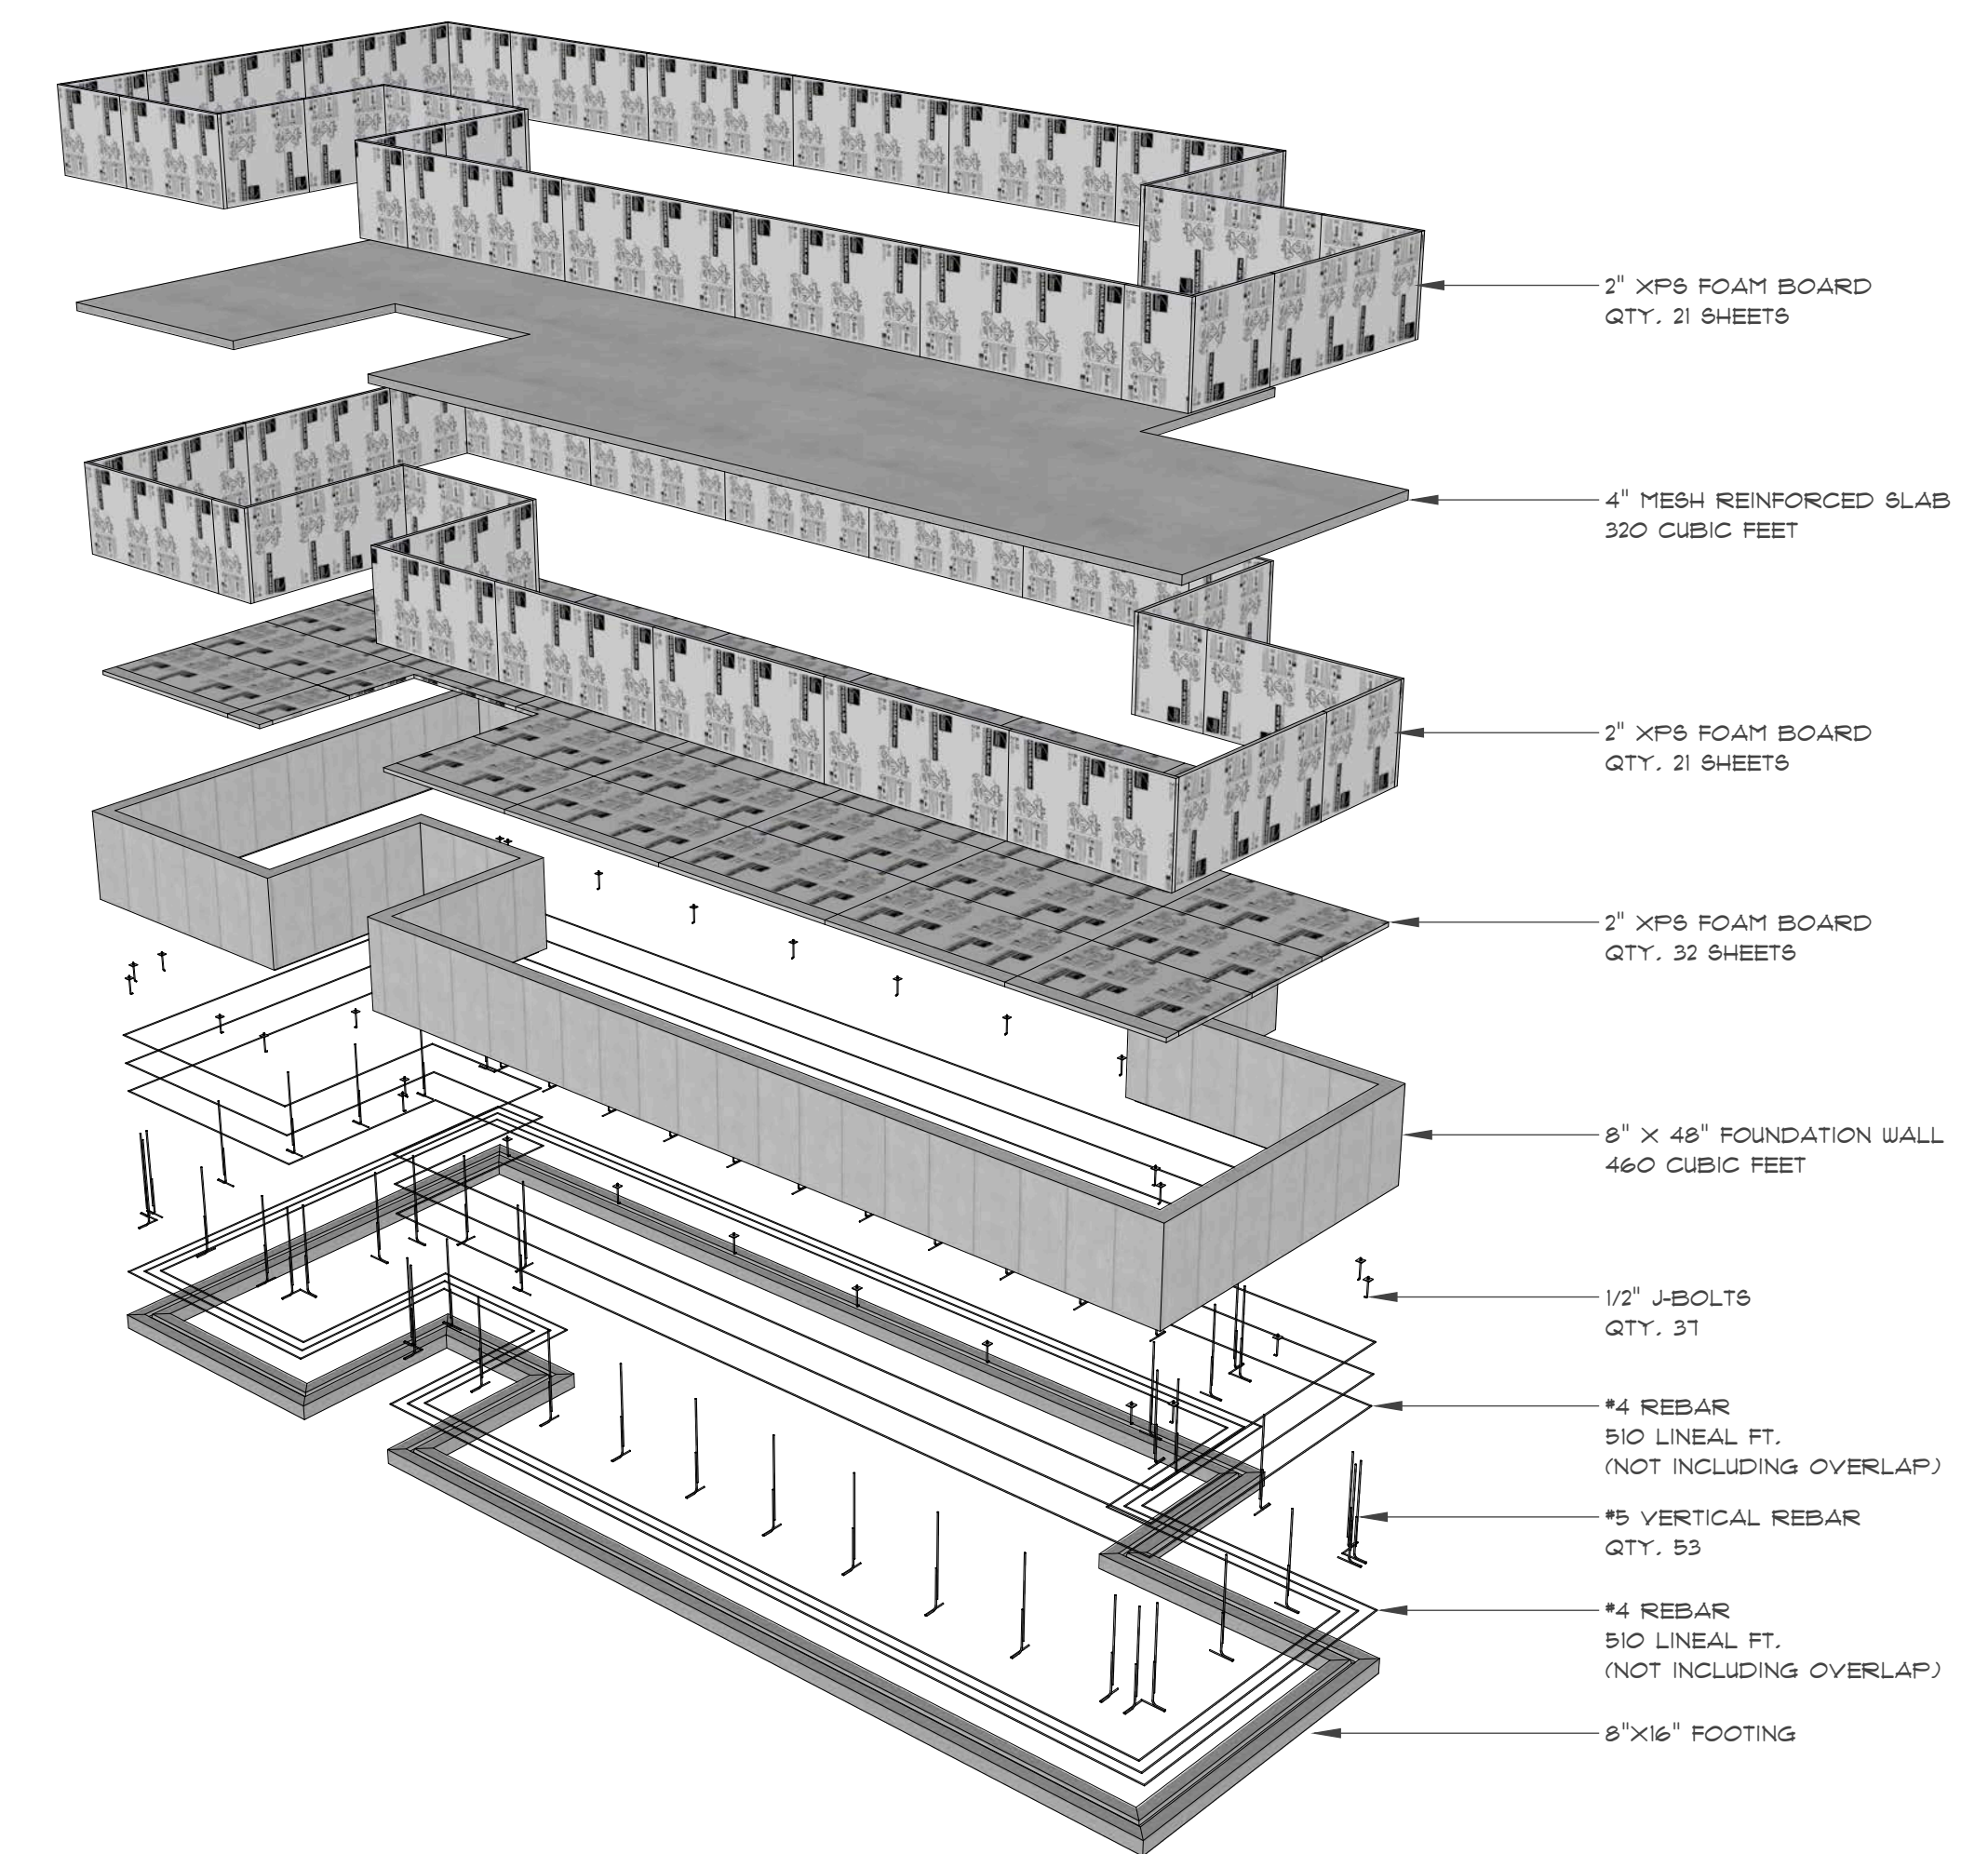 2" XPS FOAM BOARD
QTY. 21 SHEETS
4" MESH REINFORCED SLAB
320 CUBIC FEET
2" XPS FOAM BOARD
QTY. 21 SHEETS
2" XPS FOAM BOARD
QTY. 32 SHEETS
8" X 48" FOUNDATION WALL
460 CUBIC FEET
1/2" J-BOLTS
QTY. 37
#4 REBAR
510 LINEAL FT.
(NOT INCLUDING OVERLAP)
#5 VERTICAL REBAR
QTY. 53
#4 REBAR
510 LINEAL FT.
(NOT INCLUDING OVERLAP)
8"X16" FOOTING